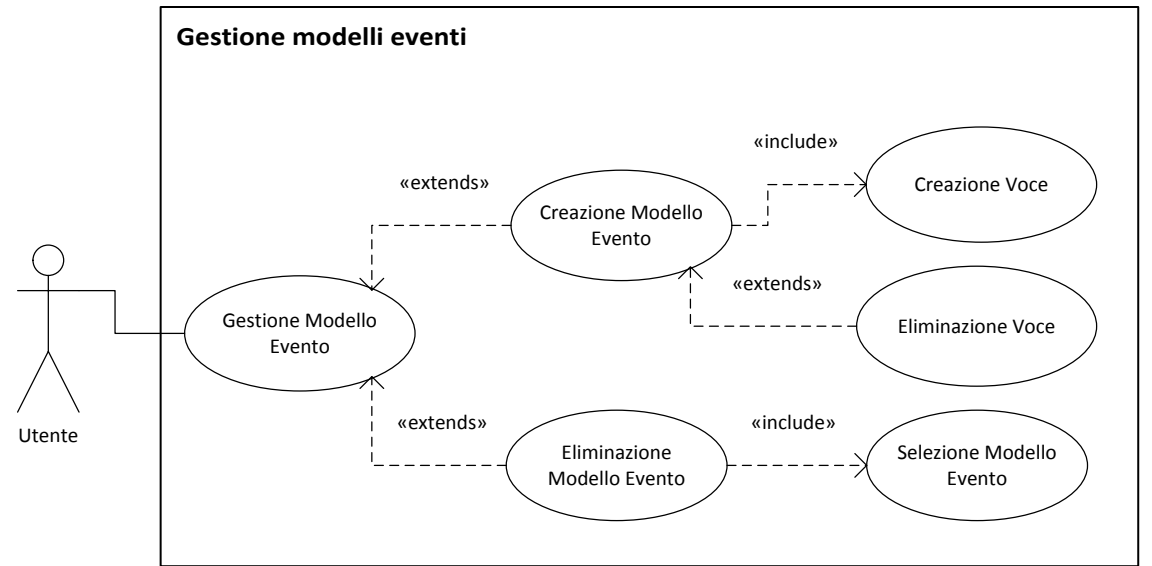 Gestione modelli eventi
«include»
Creazione Voce
«extends»
Creazione Modello
Evento
«extends»
Eliminazione Voce
Gestione Modello
Evento
Utente
«extends»
Eliminazione
Modello Evento
«include»
Selezione Modello
Evento